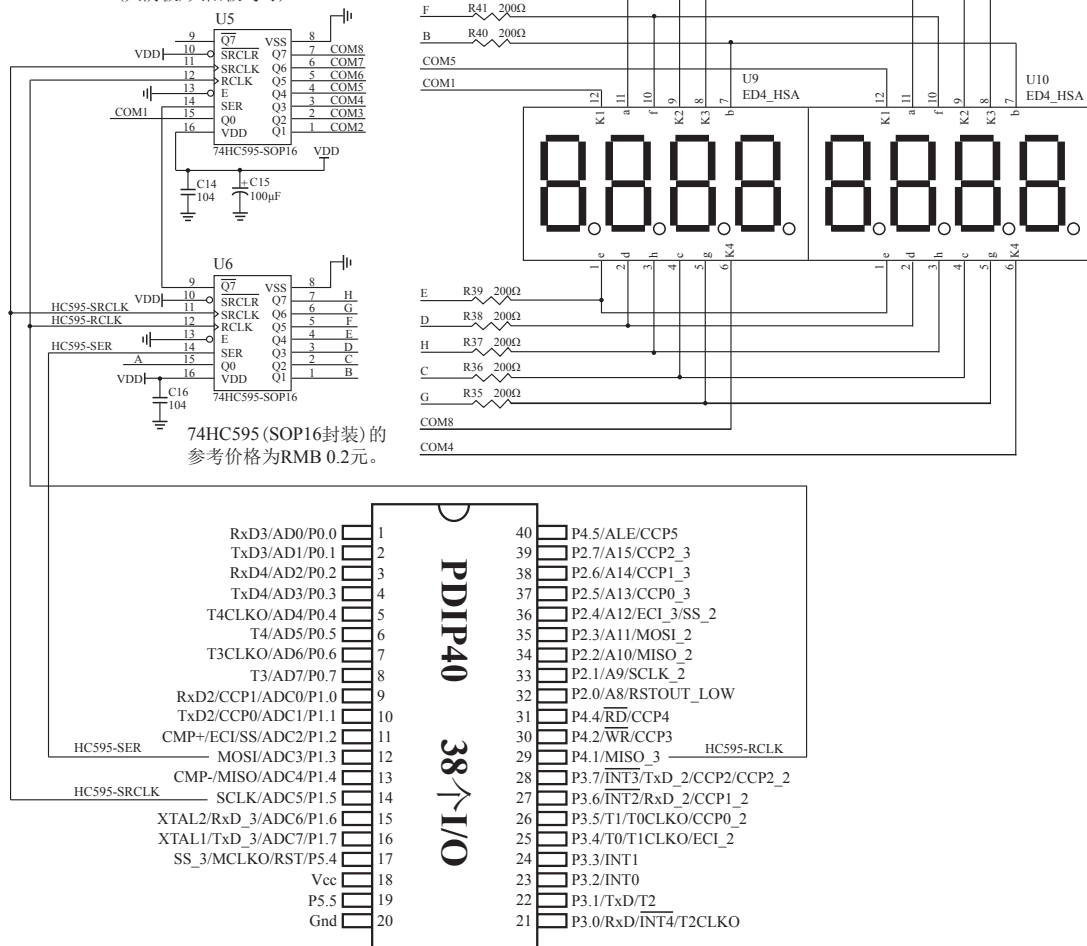 U5
9 Q7 VSS 8
VDD 10 SRCLR Q7 7 COM8
11 SRCLK Q6 6 COM7
12 RCLK Q5 5 COM6
13 E Q4 4 COM5
14 SER Q3 3 COM4
COM1 15 Q0 Q2 2 COM3
16 VDD Q1 1 COM2
74HC595-SOP16
VDD
C14
104
+C15
100μF
U6
9 Q7 VSS 8
VDD 10 SRCLR Q7 7 H
HC595-SRCLK 11 SRCLK Q6 6 G
HC595-RCLK 12 RCLK Q5 5 F
13 E Q4 4 E
HC595-SER 14 SER Q3 3 D
A 15 Q0 Q2 2 C
VDD 16 VDD Q1 1 B
74HC595-SOP16
C16
104
74HC595(SOP16封装)的
参考价格为RMB 0.2元。
F R41 200Ω
B R40 200Ω
COM5
COM1
U9
ED4_HSA
12 11 10 9 8 7
K1 a f K2 K3 b
1 2 3 4 5 6
e d h c g K4
U10
ED4_HSA
12 11 10 9 8 7
K1 a f K2 K3 b
1 2 3 4 5 6
e d h c g K4
E R39 200Ω
D R38 200Ω
H R37 200Ω
C R36 200Ω
G R35 200Ω
COM8
COM4
PDIP40 38个I/O
RxD3/AD0/P0.0 1
TxD3/AD1/P0.1 2
RxD4/AD2/P0.2 3
TxD4/AD3/P0.3 4
T4CLKO/AD4/P0.4 5
T4/AD5/P0.5 6
T3CLKO/AD6/P0.6 7
T3/AD7/P0.7 8
RxD2/CCP1/ADC0/P1.0 9
TxD2/CCP0/ADC1/P1.1 10
CMP+/ECI/SS/ADC2/P1.2 11
HC595-SER MOSI/ADC3/P1.3 12
CMP-/MISO/ADC4/P1.4 13
HC595-SRCLK SCLK/ADC5/P1.5 14
XTAL2/RxD_3/ADC6/P1.6 15
XTAL1/TxD_3/ADC7/P1.7 16
SS_3/MCLKO/RST/P5.4 17
Vcc 18
P5.5 19
Gnd 20
40 P4.5/ALE/CCP5
39 P2.7/A15/CCP2_3
38 P2.6/A14/CCP1_3
37 P2.5/A13/CCP0_3
36 P2.4/A12/ECI_3/SS_2
35 P2.3/A11/MOSI_2
34 P2.2/A10/MISO_2
33 P2.1/A9/SCLK_2
32 P2.0/A8/RSTOUT_LOW
31 P4.4/RD/CCP4
30 P4.2/WR/CCP3
29 P4.1/MISO_3 HC595-RCLK
28 P3.7/INT3/TxD_2/CCP2/CCP2_2
27 P3.6/INT2/RxD_2/CCP1_2
26 P3.5/T1/T0CLKO/CCP0_2
25 P3.4/T0/T1CLKO/ECI_2
24 P3.3/INT1
23 P3.2/INT0
22 P3.1/TxD/T2
21 P3.0/RxD/INT4/T2CLKO